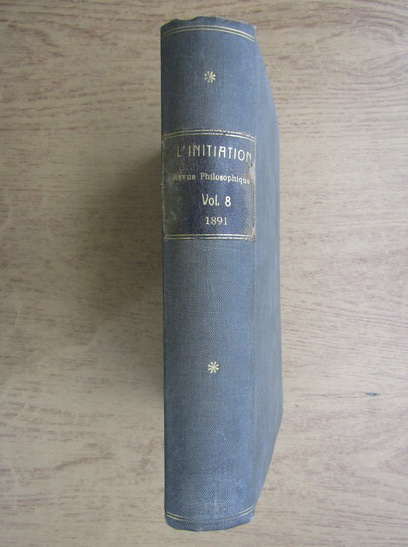 L'INITIATION
Revue Philosophique
Vol. 8
1891